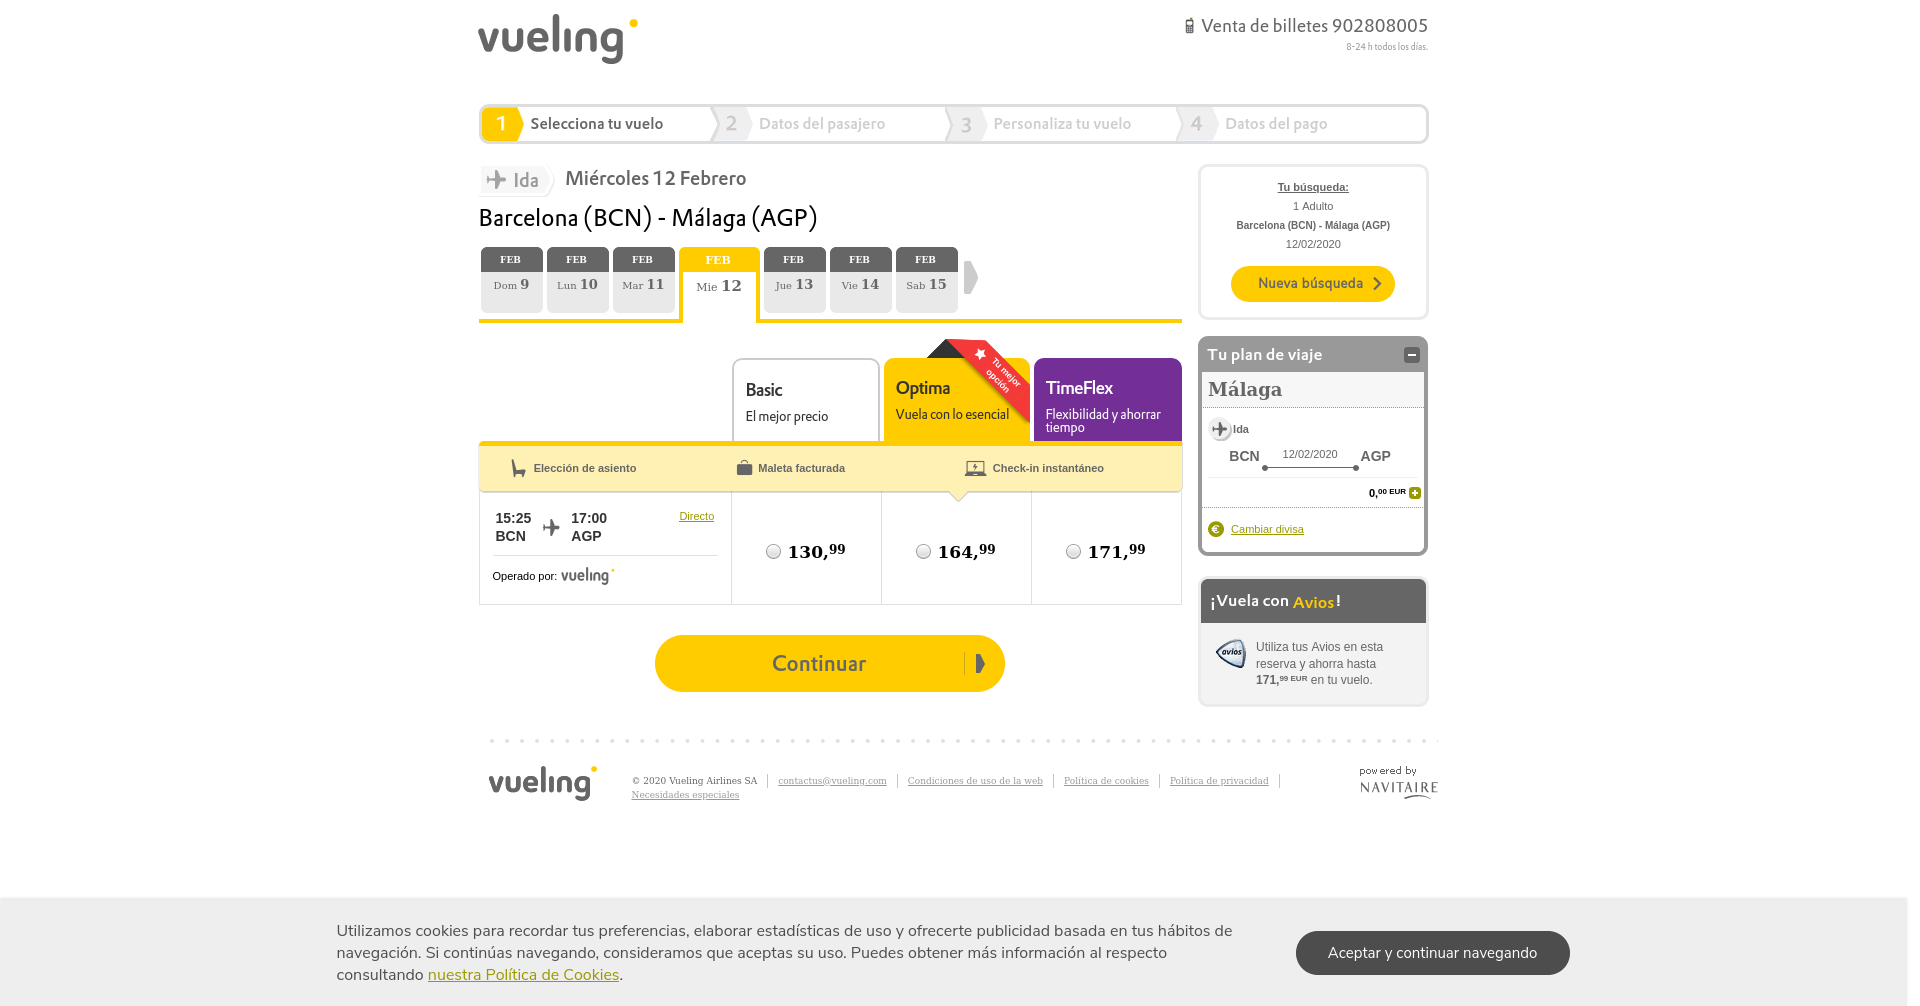 vueling
Venta de billetes 902808005
8-24 h todos los días.
1 Selecciona tu vuelo 2 Datos del pasajero 3 Personaliza tu vuelo 4 Datos del pago
Ida Miércoles 12 Febrero
Barcelona (BCN) - Málaga (AGP)
FEB FEB FEB FEB FEB FEB FEB
Dom 9 Lun 10 Mar 11 Mie 12 Jue 13 Vie 14 Sab 15
Tu mejor
opción
Basic Optima TimeFlex
El mejor precio Vuela con lo esencial Flexibilidad y ahorrar
tiempo
Elección de asiento Maleta facturada Check-in instantáneo
15:25 17:00 Directo
BCN AGP
130,99 164,99 171,99
Operado por: vueling
Continuar
Tu búsqueda:
1 Adulto
Barcelona (BCN) - Málaga (AGP)
12/02/2020
Nueva búsqueda
Tu plan de viaje
Málaga
Ida
BCN 12/02/2020 AGP
0,00 EUR
€ Cambiar divisa
¡Vuela con Avios!
avios
Utiliza tus Avios en esta
reserva y ahorra hasta
171,99 EUR en tu vuelo.
vueling
© 2020 Vueling Airlines SA contactus@vueling.com Condiciones de uso de la web Política de cookies Política de privacidad
Necesidades especiales
powered by
NAVITAIRE
Utilizamos cookies para recordar tus preferencias, elaborar estadísticas de uso y ofrecerte publicidad basada en tus hábitos de
navegación. Si continúas navegando, consideramos que aceptas su uso. Puedes obtener más información al respecto
consultando nuestra Política de Cookies.
Aceptar y continuar navegando